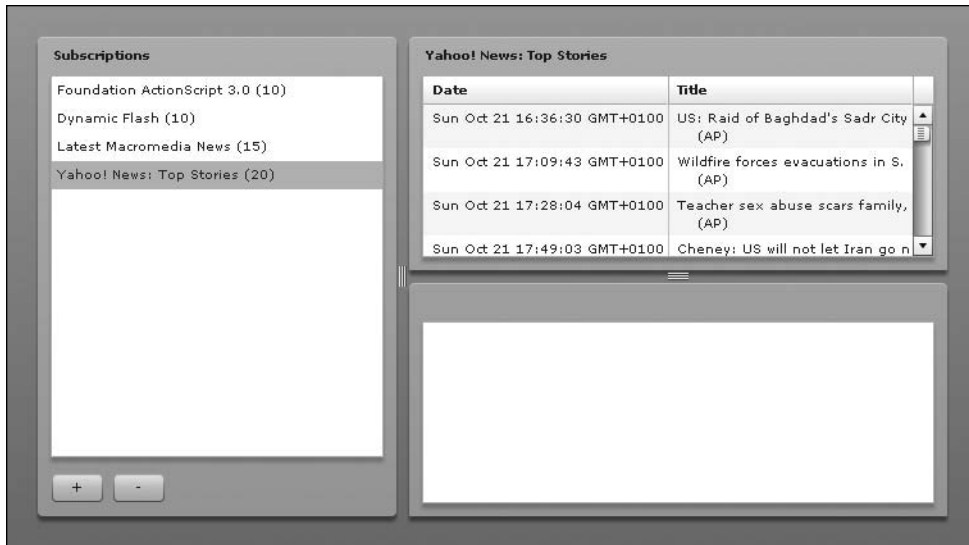 Subscriptions
Foundation ActionScript 3.0 (10)
Dynamic Flash (10)
Latest Macromedia News (15)
Yahoo! News: Top Stories (20)
+
-
Yahoo! News: Top Stories
Date Title
Sun Oct 21 16:36:30 GMT+0100 US: Raid of Baghdad's Sadr City
(AP)
Sun Oct 21 17:09:43 GMT+0100 Wildfire forces evacuations in S.
(AP)
Sun Oct 21 17:28:04 GMT+0100 Teacher sex abuse scars family,
(AP)
Sun Oct 21 17:49:03 GMT+0100 Cheney: US will not let Iran go n